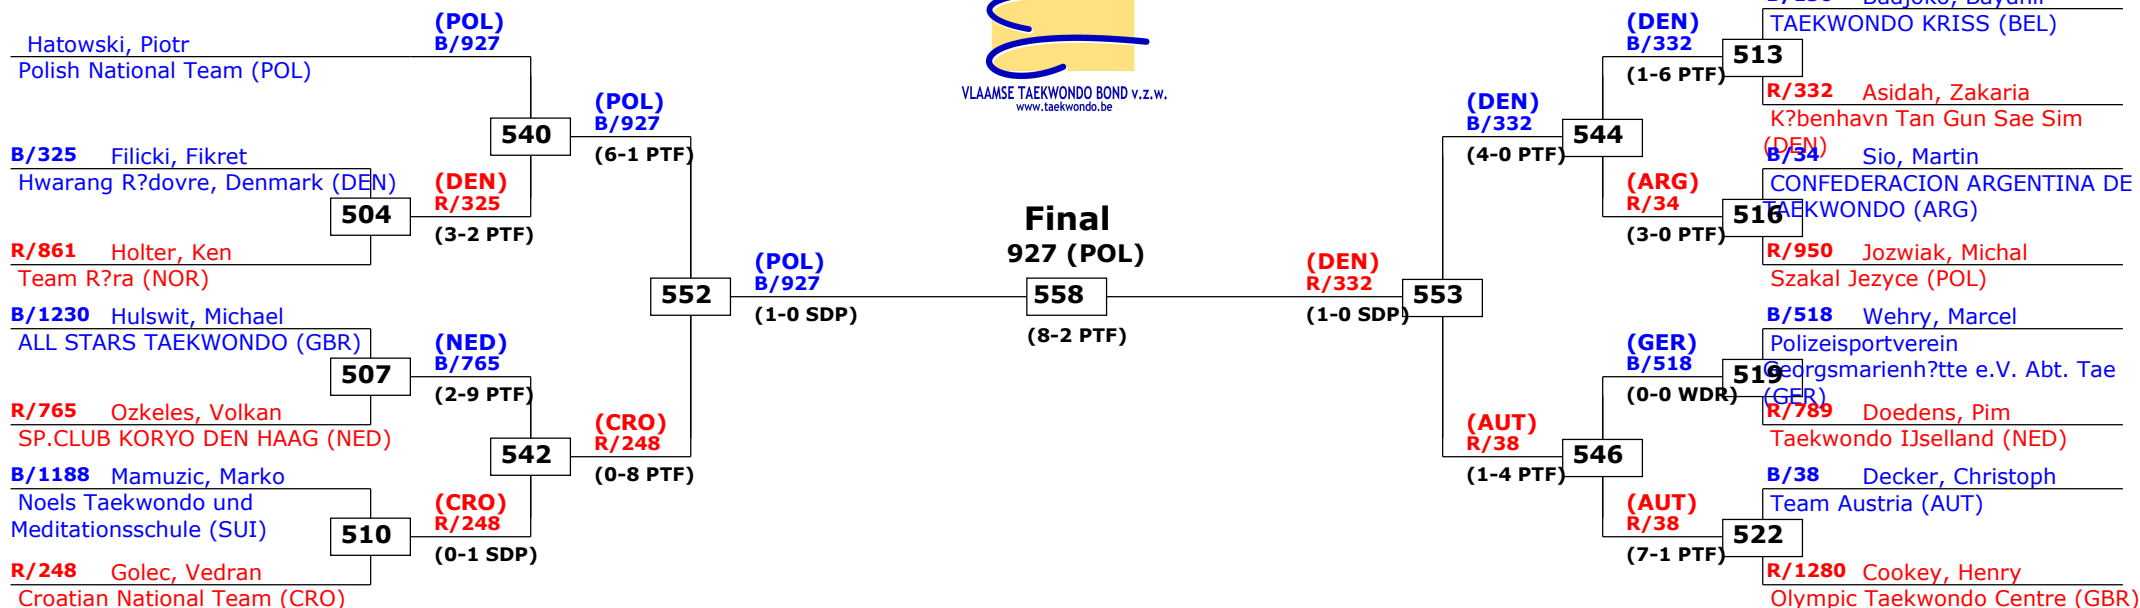 (POL)
B/927
Hatowski, Piotr
Polish National Team (POL)
(POL)
B/927
540
(6-1 PTF)
B/325 Filicki, Fikret
Hwarang R?dovre, Denmark (DEN)
(DEN)
R/325
504
(3-2 PTF)
R/861 Holter, Ken
Team R?ra (NOR)
(POL)
B/927
552
(1-0 SDP)
B/1230 Hulswit, Michael
ALL STARS TAEKWONDO (GBR)
(NED)
B/765
507
(2-9 PTF)
R/765 Ozkeles, Volkan
SP.CLUB KORYO DEN HAAG (NED)
(CRO)
R/248
542
(0-8 PTF)
B/1188 Mamuzic, Marko
Noels Taekwondo und
Meditationsschule (SUI)
(CRO)
R/248
510
(0-1 SDP)
R/248 Golec, Vedran
Croatian National Team (CRO)
VLAAMSE TAEKWONDO BOND v.z.w.
www.taekwondo.be
Final
927 (POL)
558
(8-2 PTF)
(DEN)
R/332
553
(1-0 SDP)
(DEN)
B/332
544
(4-0 PTF)
(DEN)
B/332
513
(1-6 PTF)
TAEKWONDO KRISS (BEL)
R/332 Asidah, Zakaria
K?benhavn Tan Gun Sae Sim
(DEN)
B/34 Sio, Martin
CONFEDERACION ARGENTINA DE
TAEKWONDO (ARG)
(ARG)
R/34
516
(3-0 PTF)
R/950 Jozwiak, Michal
Szakal Jezyce (POL)
B/518 Wehry, Marcel
Polizeisportverein
Georgsmarienh?tte e.V. Abt. Tae
(GER)
(GER)
B/518
519
(0-0 WDR)
R/789 Doedens, Pim
Taekwondo IJselland (NED)
(AUT)
R/38
546
(1-4 PTF)
B/38 Decker, Christoph
Team Austria (AUT)
(AUT)
R/38
522
(7-1 PTF)
R/1280 Cookey, Henry
Olympic Taekwondo Centre (GBR)